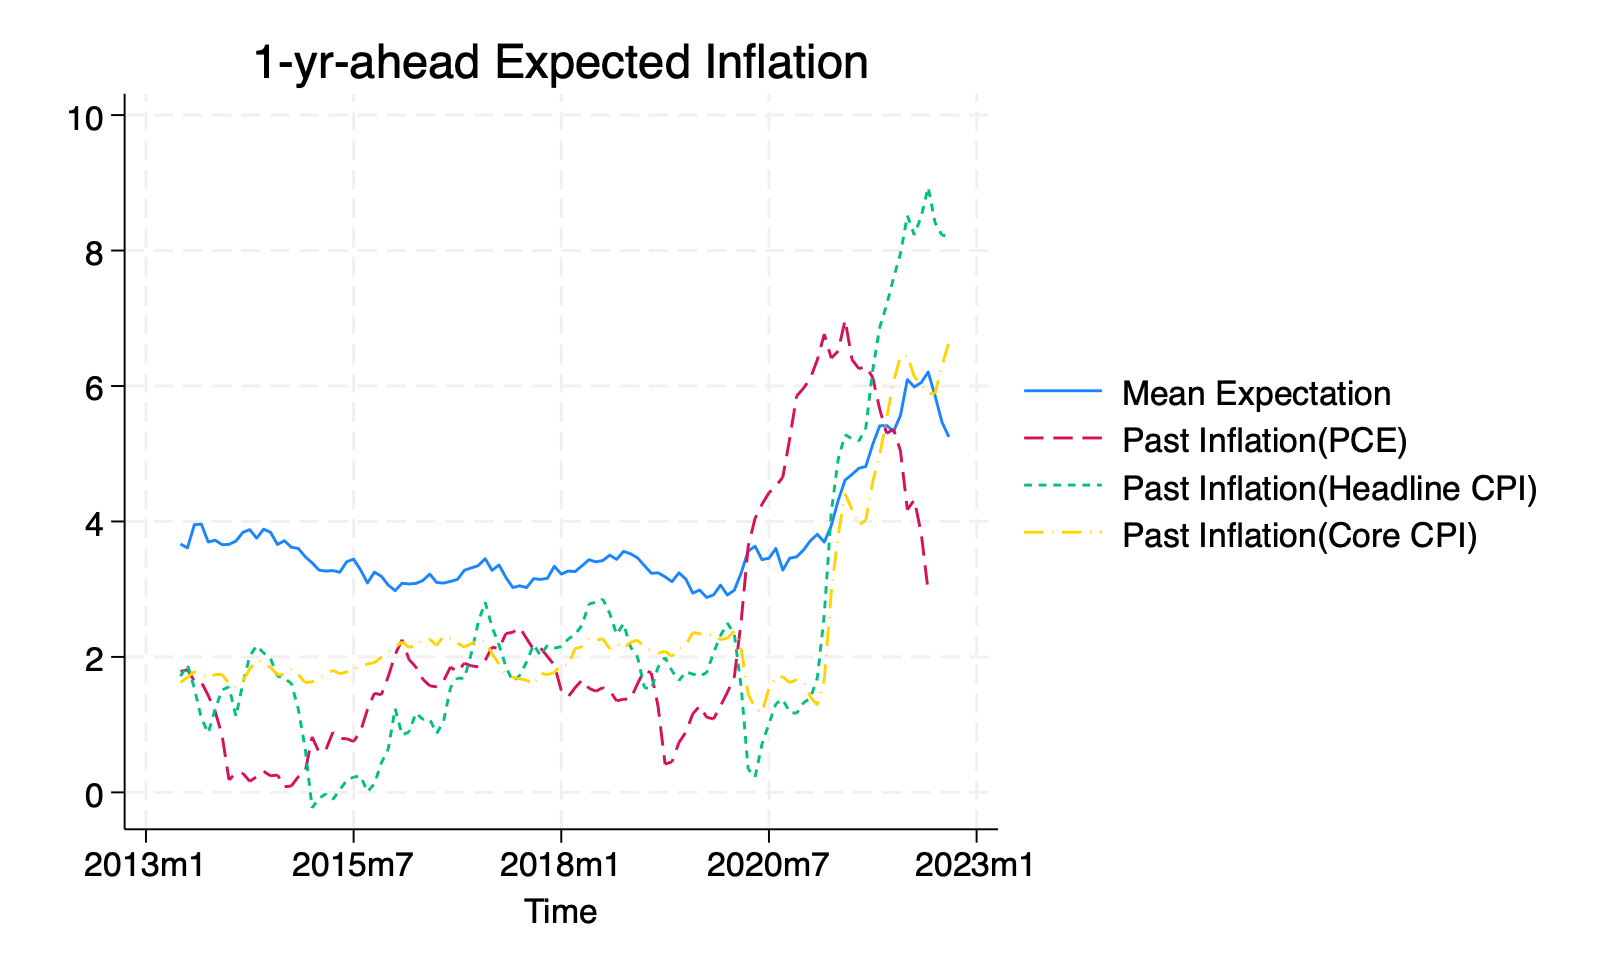 1-yr-ahead Expected Inflation
10
8
6
4
2
0
2013m1 2015m7 2018m1 2020m7 2023m1
Time
Mean Expectation
Past Inflation(PCE)
Past Inflation(Headline CPI)
Past Inflation(Core CPI)